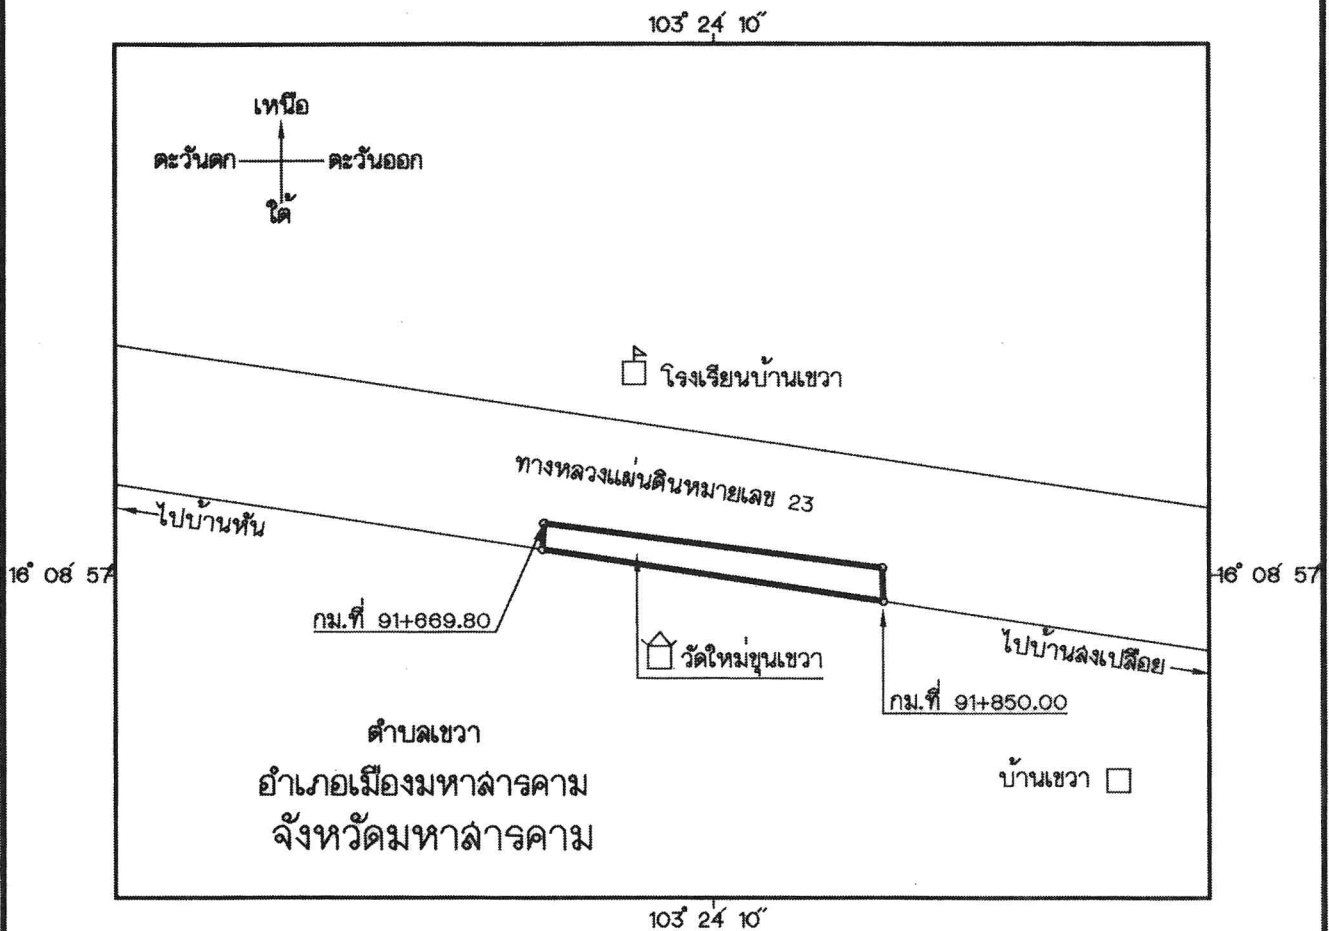 103° 24′ 10″
เหนือ
ตะวันตก
ตะวันออก
ใต้
โรงเรียนบ้านเขวา
ทางหลวงแผ่นดินหมายเลข 23
ไปบ้านหัน
16° 08′ 57″
16° 08′ 57″
กม.ที่ 91+669.80
วัดใหม่ขุนเขวา
ไปบ้านสงเปลือย
กม.ที่ 91+850.00
ตำบลเขวา
อำเภอเมืองมหาสารคาม
จังหวัดมหาสารคาม
บ้านเขวา
103° 24′ 10″